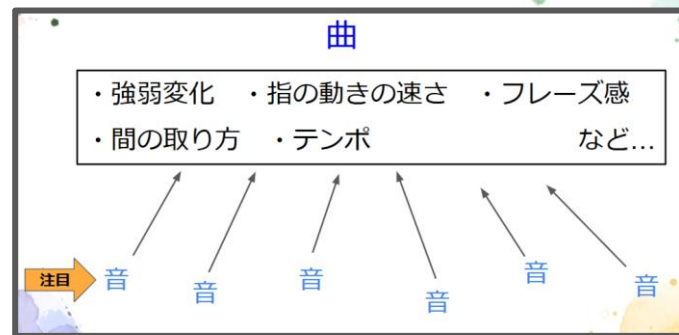 曲
・強弱変化 ・指の動きの速さ ・フレーズ感
・間の取り方 ・テンポ など...
注目
音 音 音 音 音 音